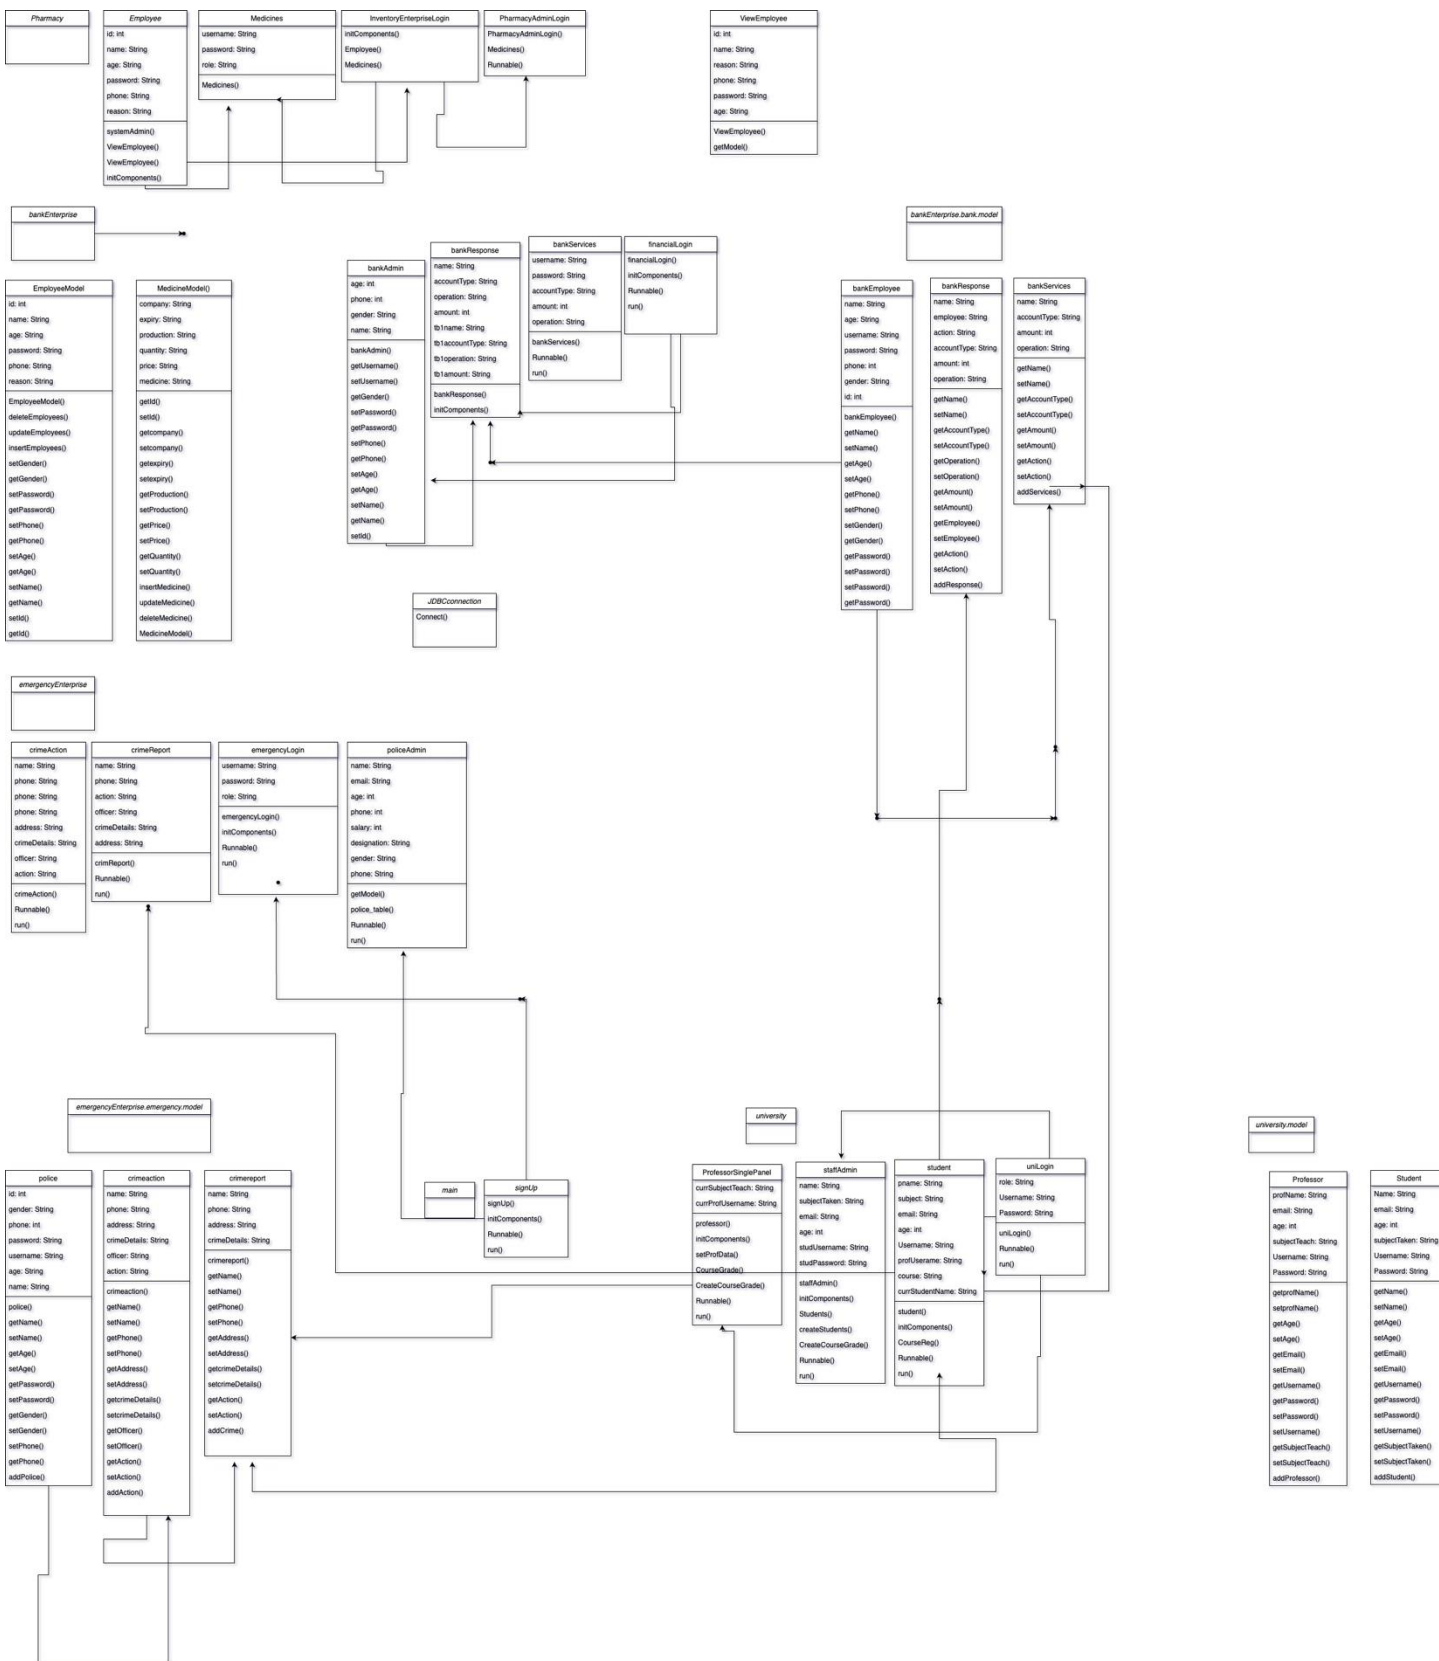 Pharmacy
Employee
id: int
name: String
age: String
password: String
phone: String
reason: String
systemAdmin()
ViewEmployee()
ViewEmployee()
initComponents()
Medicines
username: String
password: String
role: String
Medicines()
InventoryEnterpriseLogin
initComponents()
Employee()
Medicines()
PharmacyAdminLogin
PharmacyAdminLogin()
Medicines()
Runnable()
ViewEmployee
id: int
name: String
reason: String
phone: String
password: String
age: String
ViewEmployee()
getModel()
bankEnterprise
EmployeeModel
id: int
name: String
age: String
password: String
phone: String
reason: String
EmployeeModel()
deleteEmployees()
updateEmployees()
insertEmployees()
setGender()
getGender()
setPassword()
getPassword()
setPhone()
getPhone()
setAge()
getAge()
setName()
getName()
setId()
getId()
MedicineModel()
company: String
expiry: String
production: String
quantity: String
price: String
medicine: String
getId()
setId()
getcompany()
setcompany()
getexpiry()
setexpiry()
getProduction()
setProduction()
getPrice()
setPrice()
getQuantity()
setQuantity()
insertMedicine()
updateMedicine()
deleteMedicine()
MedicineModel()
bankAdmin
age: int
phone: int
gender: String
name: String
bankAdmin()
getUsername()
setUsername()
getGender()
setPassword()
getPassword()
setPhone()
getPhone()
setAge()
getAge()
setName()
getName()
setId()
bankResponse
name: String
accountType: String
operation: String
amount: int
tb1name: String
tb1accountType: String
tb1operation: String
tb1amount: String
bankResponse()
initComponents()
bankServices
username: String
password: String
accountType: String
amount: int
operation: String
bankServices()
Runnable()
run()
financialLogin
financialLogin()
initComponents()
Runnable()
run()
bankEnterprise.bank.model
bankEmployee
name: String
age: String
username: String
password: String
phone: int
gender: String
id: int
bankEmployee()
getName()
setName()
getAge()
setAge()
getPhone()
setPhone()
setGender()
getGender()
getPassword()
setPassword()
setPassword()
getPassword()
bankResponse
name: String
employee: String
action: String
accountType: String
amount: int
operation: String
getName()
setName()
getAccountType()
setAccountType()
getOperation()
setOperation()
getAmount()
setAmount()
getEmployee()
setEmployee()
getAction()
setAction()
addResponse()
bankServices
name: String
accountType: String
amount: int
operation: String
getName()
setName()
getAccountType()
setAccountType()
getAmount()
setAmount()
getAction()
setAction()
addServices()
JDBCconnection
Connect()
emergencyEnterprise
crimeAction
name: String
phone: String
phone: String
phone: String
address: String
crimeDetails: String
officer: String
action: String
crimeAction()
Runnable()
run()
crimeReport
name: String
phone: String
action: String
officer: String
crimeDetails: String
address: String
crimReport()
Runnable()
run()
emergencyLogin
username: String
password: String
role: String
emergencyLogin()
initComponents()
Runnable()
run()
policeAdmin
name: String
email: String
age: int
phone: int
salary: int
designation: String
gender: String
phone: String
getModel()
police_table()
Runnable()
run()
emergencyEnterprise.emergency.model
police
id: int
gender: String
phone: int
password: String
username: String
age: String
name: String
police()
getName()
setName()
getAge()
setAge()
getPassword()
setPassword()
getGender()
setGender()
setPhone()
getPhone()
addPolice()
crimeaction
name: String
phone: String
address: String
crimeDetails: String
officer: String
action: String
crimeaction()
getName()
setName()
getPhone()
setPhone()
getAddress()
setAddress()
getcrimeDetails()
setcrimeDetails()
getOfficer()
setOfficer()
getAction()
setAction()
addAction()
crimereport
name: String
phone: String
address: String
crimeDetails: String
crimereport()
getName()
setName()
getPhone()
setPhone()
getAddress()
setAddress()
getcrimeDetails()
setcrimeDetails()
getAction()
setAction()
addCrime()
main
signUp
signUp()
initComponents()
Runnable()
run()
university
ProfessorSinglePanel
currSubjectTeach: String
currProfUsername: String
professor()
initComponents()
setProfData()
CourseGrade()
CreateCourseGrade()
Runnable()
run()
staffAdmin
name: String
subjectTaken: String
email: String
age: int
studUsername: String
studPassword: String
staffAdmin()
initComponents()
Students()
createStudents()
CreateCourseGrade()
Runnable()
run()
student
pname: String
subject: String
email: String
age: int
Username: String
profUserame: String
course: String
currStudentName: String
student()
initComponents()
CourseReg()
Runnable()
run()
uniLogin
role: String
Username: String
Password: String
uniLogin()
Runnable()
run()
university.model
Professor
profName: String
email: String
age: int
subjectTeach: String
Username: String
Password: String
getprofName()
setprofName()
getAge()
setAge()
getEmail()
setEmail()
getUsername()
getPassword()
setPassword()
setUsername()
getSubjectTeach()
setSubjectTeach()
addProfessor()
Student
Name: String
email: String
age: int
subjectTaken: String
Username: String
Password: String
getName()
setName()
getAge()
setAge()
getEmail()
setEmail()
getUsername()
getPassword()
setPassword()
setUsername()
getSubjectTaken()
setSubjectTaken()
addStudent()